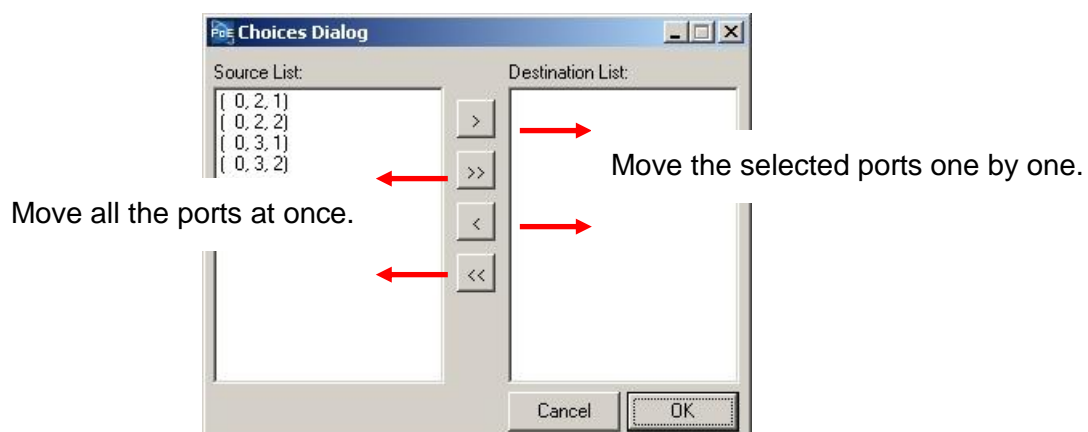 PoE Choices Dialog
Source List:
Destination List:
( 0, 2, 1)
( 0, 2, 2)
( 0, 3, 1)
( 0, 3, 2)
>
>>
<
<<
Move the selected ports one by one.
Move all the ports at once.
Cancel
OK